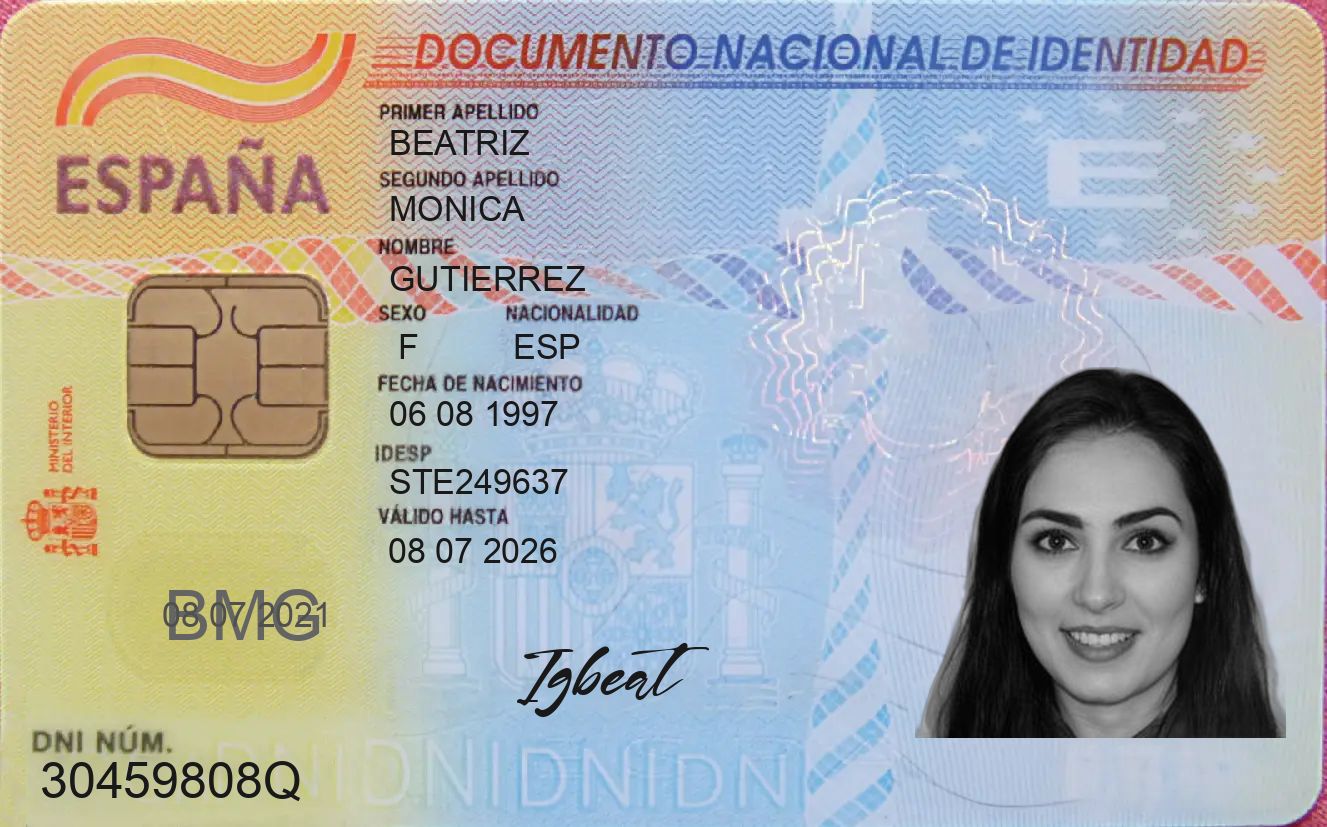 DOCUMENTO NACIONAL DE IDENTIDAD
ESPAÑA
PRIMER APELLIDO
BEATRIZ
SEGUNDO APELLIDO
MONICA
NOMBRE
GUTIERREZ
SEXO NACIONALIDAD
F ESP
FECHA DE NACIMIENTO
06 08 1997
IDESP
STE249637
VÁLIDO HASTA
08 07 2026
MINISTERIO
DEL INTERIOR
E
BMG
08 07 2021
Igbeat
DNI NÚM.
30459808Q
DNIDNIDNIDNI